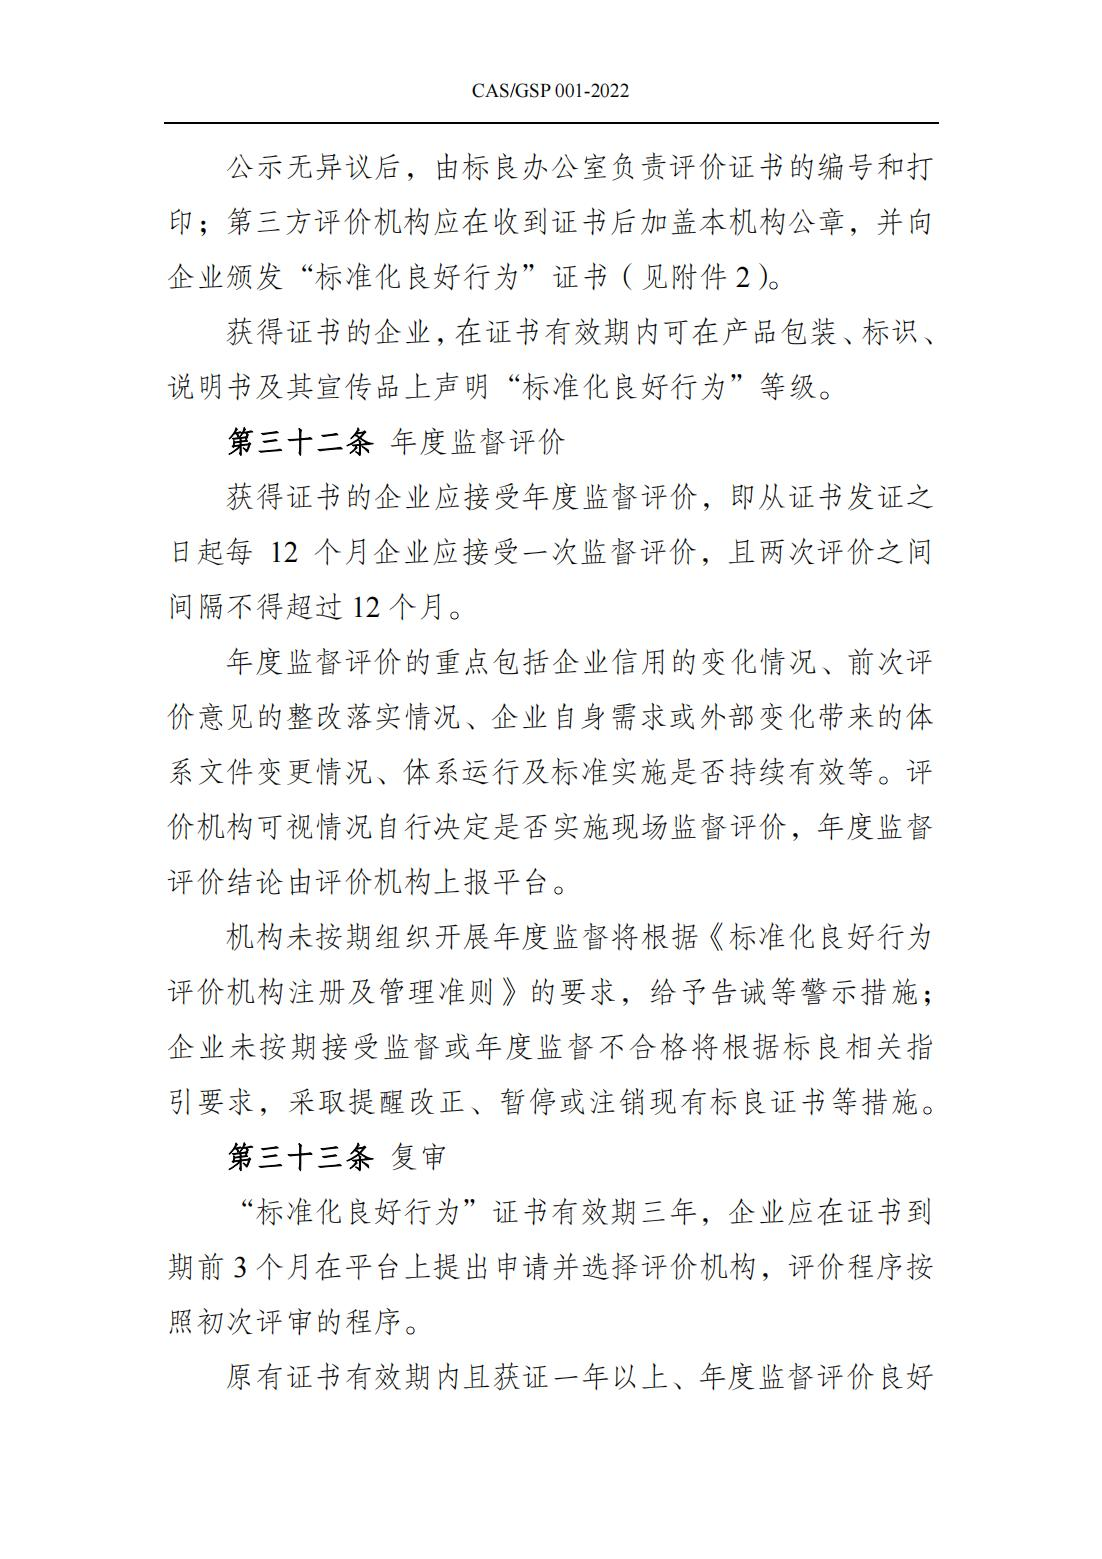 CAS/GSP 001-2022
公示无异议后，由标良办公室负责评价证书的编号和打
印；第三方评价机构应在收到证书后加盖本机构公章，并向
企业颁发“标准化良好行为”证书（见附件 2）。
获得证书的企业，在证书有效期内可在产品包装、标识、
说明书及其宣传品上声明“标准化良好行为”等级。
第三十二条 年度监督评价
获得证书的企业应接受年度监督评价，即从证书发证之
日起每 12 个月企业应接受一次监督评价，且两次评价之间
间隔不得超过 12 个月。
年度监督评价的重点包括企业信用的变化情况、前次评
价意见的整改落实情况、企业自身需求或外部变化带来的体
系文件变更情况、体系运行及标准实施是否持续有效等。评
价机构可视情况自行决定是否实施现场监督评价，年度监督
评价结论由评价机构上报平台。
机构未按期组织开展年度监督将根据《标准化良好行为
评价机构注册及管理准则》的要求，给予告诫等警示措施；
企业未按期接受监督或年度监督不合格将根据标良相关指
引要求，采取提醒改正、暂停或注销现有标良证书等措施。
第三十三条 复审
“标准化良好行为”证书有效期三年，企业应在证书到
期前 3 个月在平台上提出申请并选择评价机构，评价程序按
照初次评审的程序。
原有证书有效期内且获证一年以上、年度监督评价良好